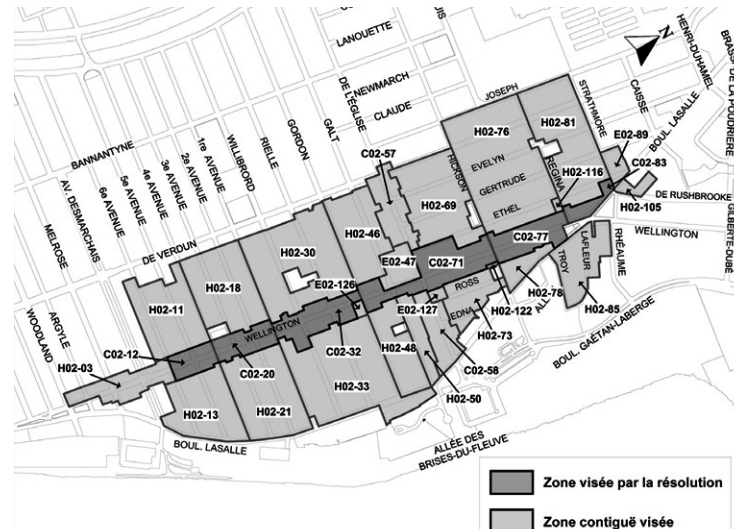 LANOUETTE
NEWMARCH
CLAUDE
DE L'ÉGLISE
GALT
GORDON
RIELLE
WILLIBRORD
1re AVENUE
2e AVENUE
3e AVENUE
4e AVENUE
5e AVENUE
6e AVENUE
BANNANTYNE
AV. DESMARCHAIS
MELROSE
ARGYLE
WOODLAND
DE VERDUN
JOSEPH
STRATHMORE
CAISSE
HENRI-DUHAMEL
BOUL. LASALLE
N
C02-57
H02-76
H02-81
E02-89
C02-83
HICKSON
EVELYN
GERTRUDE
ETHEL
REGINA
H02-116
H02-105
DE RUSHBROOKE
WELLINGTON
GILBERTE-DUBÉ
H02-69
H02-46
H02-30
H02-18
H02-11
E02-47
C02-71
C02-77
E02-126
TROY
LAFLEUR
RHÉAUME
H02-78
H02-85
H02-122
ROSS
EDNA
E02-127
H02-73
C02-58
H02-50
H02-48
C02-32
WELLINGTON
C02-20
C02-12
H02-03
H02-13
H02-21
H02-33
BOUL. GAÉTAN-LABERGE
BOUL. LASALLE
ALLÉE DES
BRISES-DU-FLEUVE
Zone visée par la résolution
Zone contiguë visée